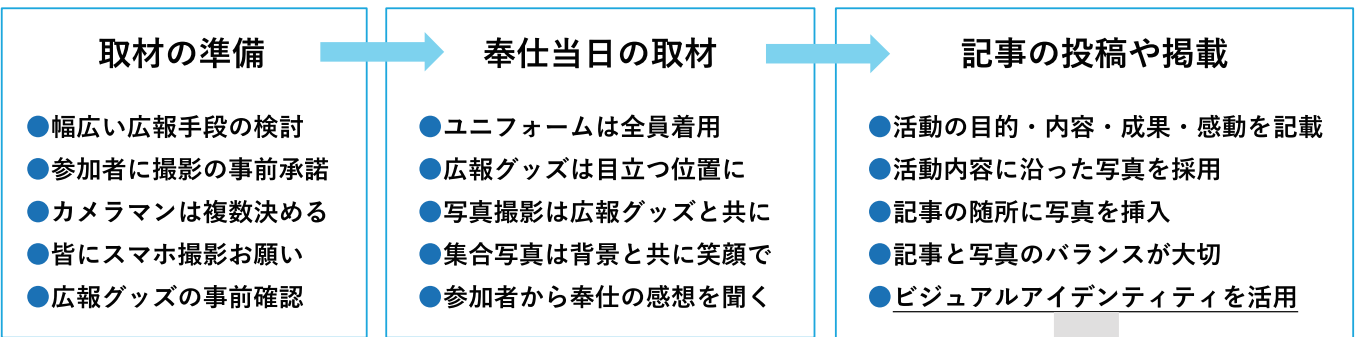 取材の準備
●幅広い広報手段の検討
●参加者に撮影の事前承諾
●カメラマンは複数決める
●皆にスマホ撮影お願い
●広報グッズの事前確認
奉仕当日の取材
●ユニフォームは全員着用
●広報グッズは目立つ位置に
●写真撮影は広報グッズと共に
●集合写真は背景と共に笑顔で
●参加者から奉仕の感想を聞く
記事の投稿や掲載
●活動の目的・内容・成果・感動を記載
●活動内容に沿った写真を採用
●記事の随所に写真を挿入
●記事と写真のバランスが大切
●ビジュアルアイデンティティを活用